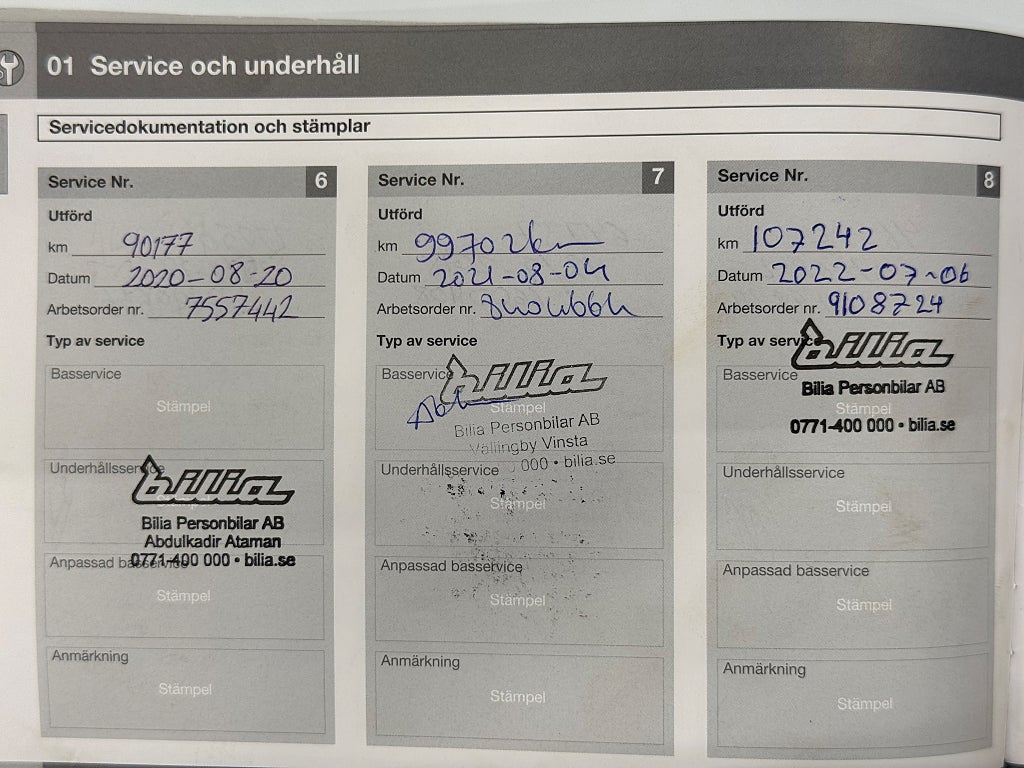 01 Service och underhåll
Servicedokumentation och stämplar
Service Nr. 6
Utförd
km 90177
Datum 2020-08-20
Arbetsorder nr. 7557442
Typ av service
Basservice
Stämpel
Underhållsservice
Stämpel
bilia
Bilia Personbilar AB
Abdulkadir Ataman
0771-400 000 • bilia.se
Anpassad basservice
Stämpel
Anmärkning
Stämpel
Service Nr. 7
Utförd
km 99702km
Datum 2021-08-04
Arbetsorder nr. 8404664
Typ av service
Basservice
bilia
Stämpel
Bilia Personbilar AB
Vällingby Vinsta
000 • bilia.se
Underhållsservice
Stämpel
Anpassad basservice
Stämpel
Anmärkning
Stämpel
Service Nr. 8
Utförd
km 107242
Datum 2022-07-06
Arbetsorder nr. 9108724
Typ av service
bilia
Basservice
Bilia Personbilar AB
Stämpel
0771-400 000 • bilia.se
Underhållsservice
Stämpel
Anpassad basservice
Stämpel
Anmärkning
Stämpel